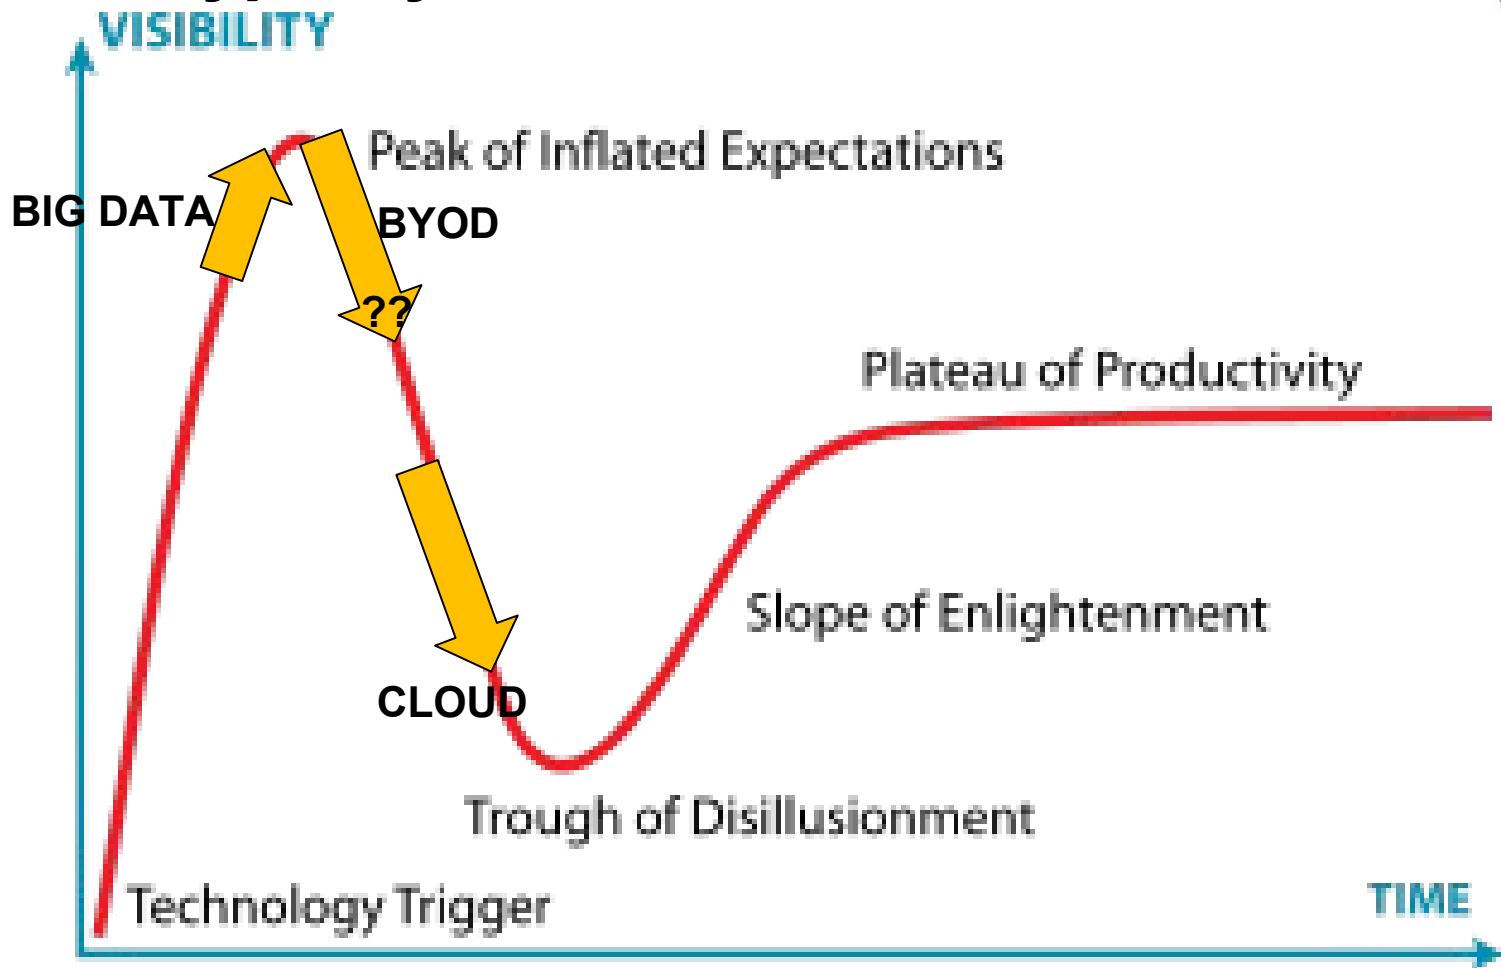 VISIBILITY
Peak of Inflated Expectations
BIG DATA
BYOD
??
Plateau of Productivity
Slope of Enlightenment
CLOUD
Trough of Disillusionment
Technology Trigger
TIME